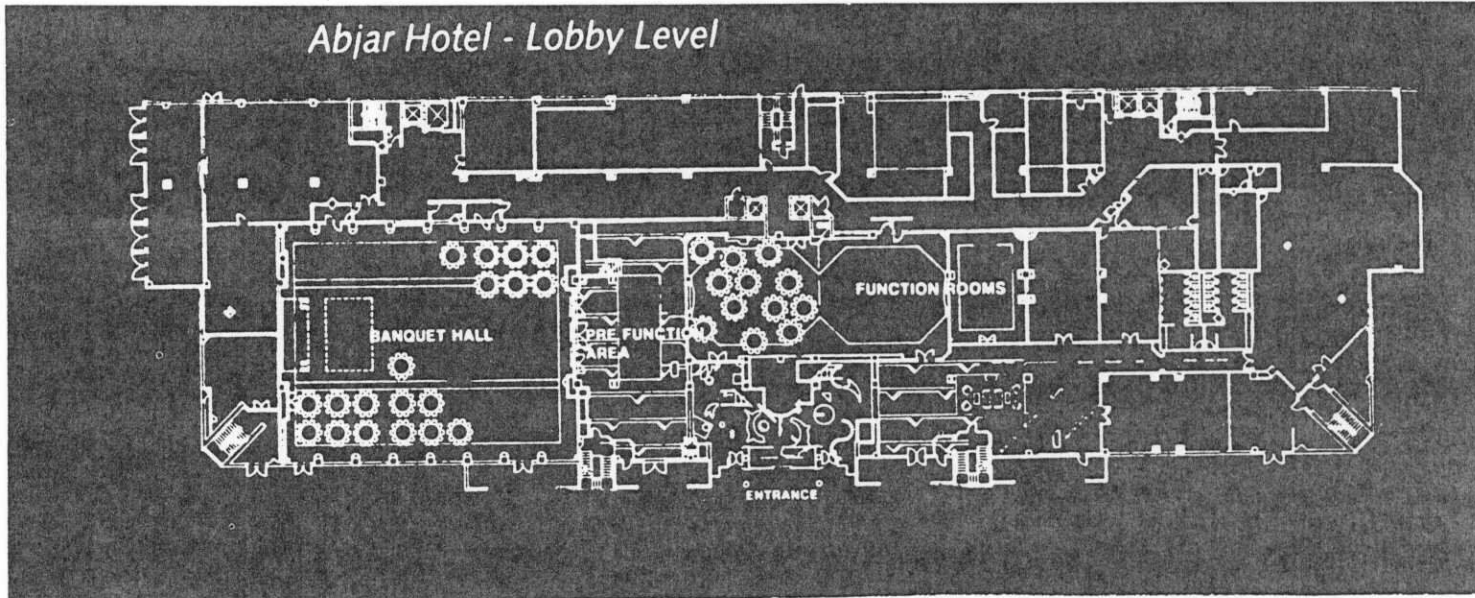 Abjar Hotel - Lobby Level
BANQUET HALL
PRE FUNCTION
AREA
FUNCTION ROOMS
ENTRANCE